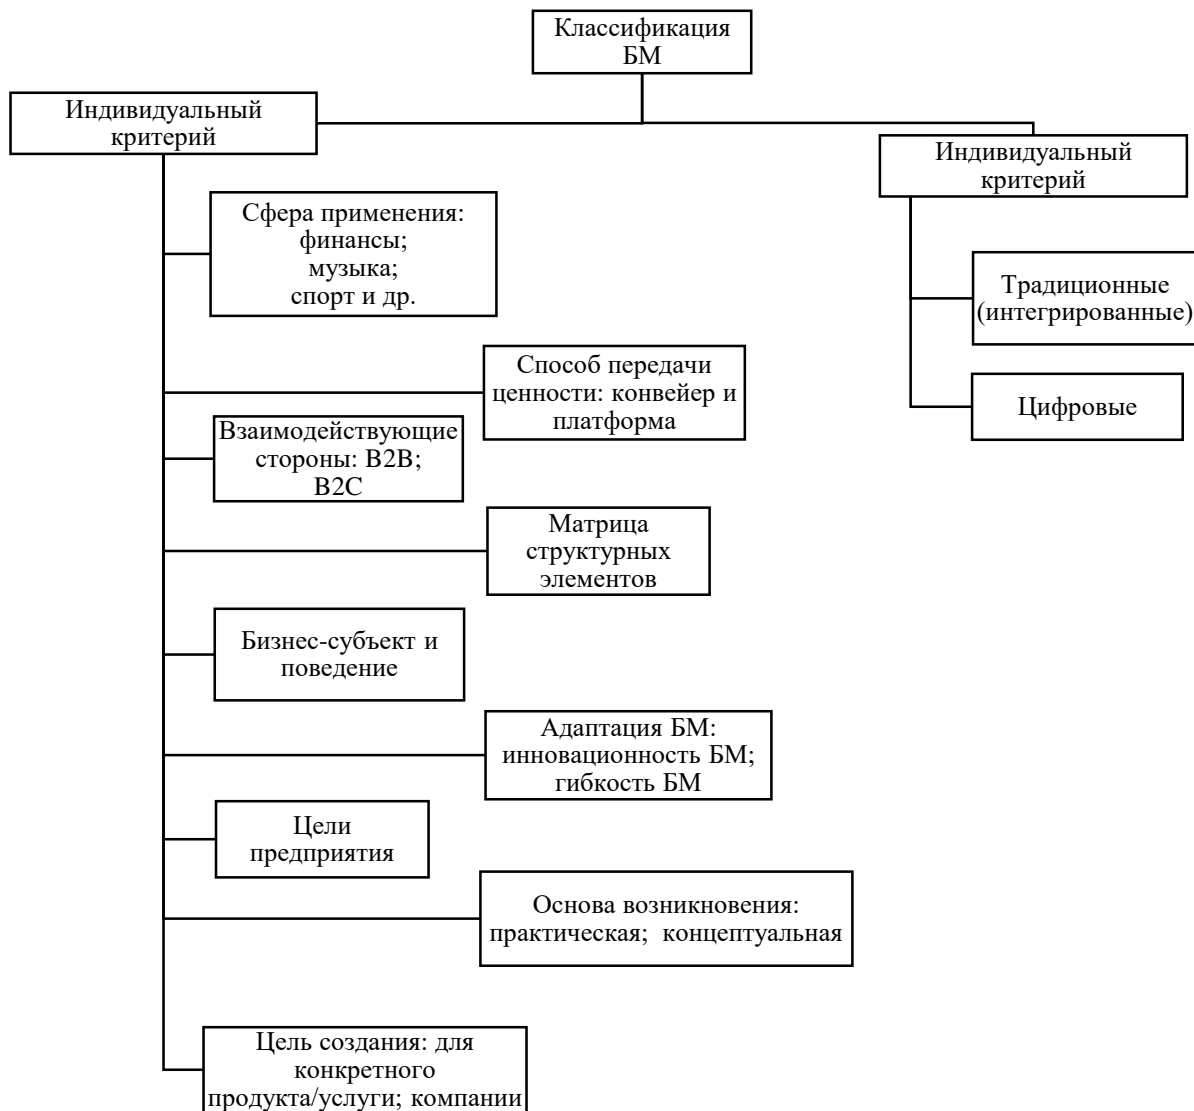 Классификация
БМ
Индивидуальный
критерий
Индивидуальный
критерий
Сфера применения:
финансы;
музыка;
спорт и др.
Традиционные
(интегрированные)
Способ передачи
ценности: конвейер и
платформа
Цифровые
Взаимодействующие
стороны: B2B;
B2C
Матрица
структурных
элементов
Бизнес-субъект и
поведение
Адаптация БМ:
инновационность БМ;
гибкость БМ
Цели
предприятия
Основа возникновения:
практическая;  концептуальная
Цель создания: для
конкретного
продукта/услуги; компании